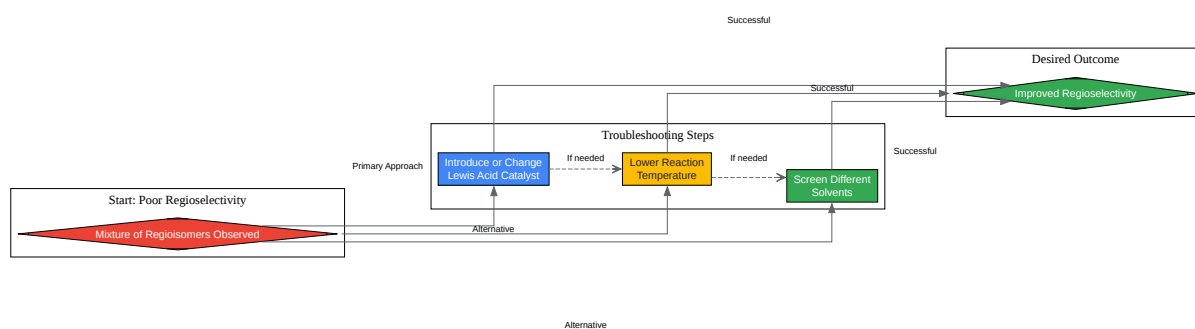 Successful
Desired Outcome
Improved Regioselectivity
Successful
Troubleshooting Steps
Successful
Primary Approach
Introduce or Change
Lewis Acid Catalyst
If needed
Lower Reaction
Temperature
If needed
Screen Different
Solvents
Start: Poor Regioselectivity
Mixture of Regioisomers Observed
Alternative
Alternative